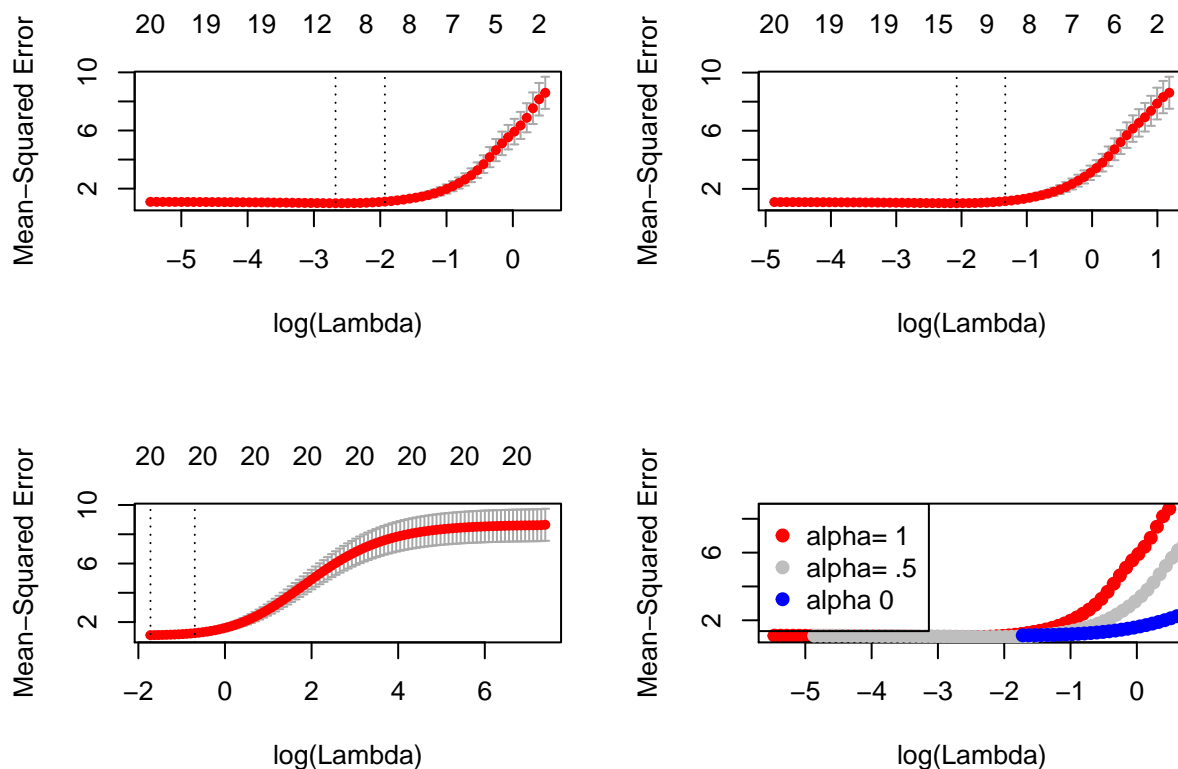 20 19 19 12 8 8 7 5 2
Mean−Squared Error
2 6 10
−5 −4 −3 −2 −1 0
log(Lambda)
20 19 19 15 9 8 7 6 2
Mean−Squared Error
2 6 10
−5 −4 −3 −2 −1 0 1
log(Lambda)
20 20 20 20 20 20 20 20
Mean−Squared Error
2 6 10
−2 0 2 4 6
log(Lambda)
Mean−Squared Error
2 6
alpha= 1
alpha= .5
alpha 0
−5 −4 −3 −2 −1 0
log(Lambda)